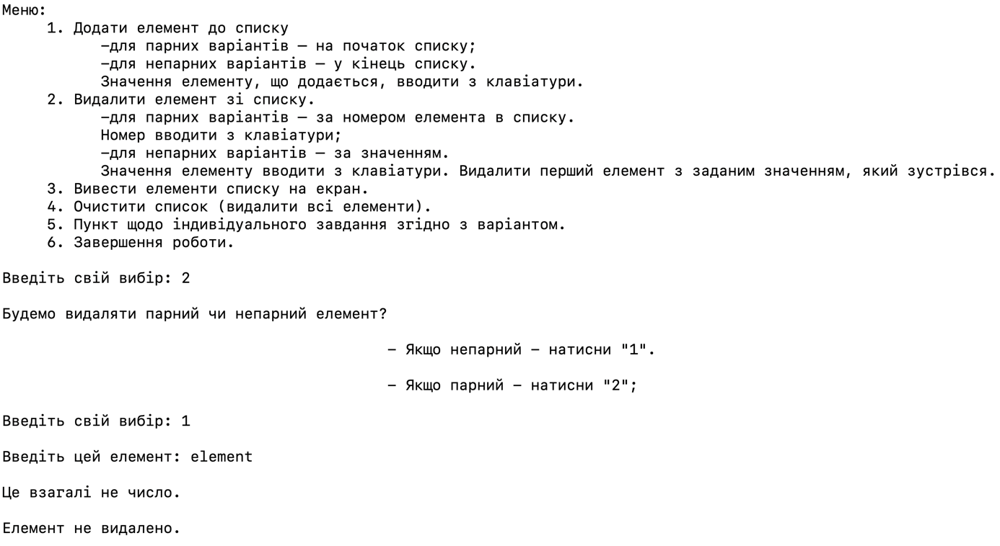 Меню:
1. Додати елемент до списку
–для парних варіантів – на початок списку;
–для непарних варіантів – у кінець списку.
Значення елементу, що додається, вводити з клавіатури.
2. Видалити елемент зі списку.
–для парних варіантів – за номером елемента в списку.
Номер вводити з клавіатури;
–для непарних варіантів – за значенням.
Значення елементу вводити з клавіатури. Видалити перший елемент з заданим значенням, який зустрівся.
3. Вивести елементи списку на екран.
4. Очистити список (видалити всі елементи).
5. Пункт щодо індивідуального завдання згідно з варіантом.
6. Завершення роботи.
Введіть свій вибір: 2
Будемо видаляти парний чи непарний елемент?
– Якщо непарний – натисни "1".
– Якщо парний – натисни "2";
Введіть свій вибір: 1
Введіть цей елемент: element
Це взагалі не число.
Елемент не видалено.